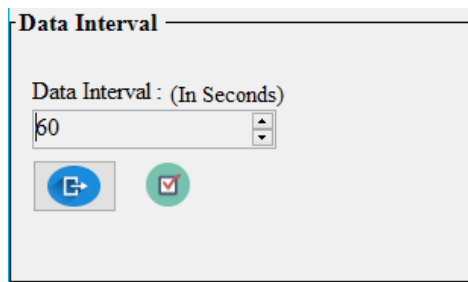 Data Interval
Data Interval : (In Seconds)
60